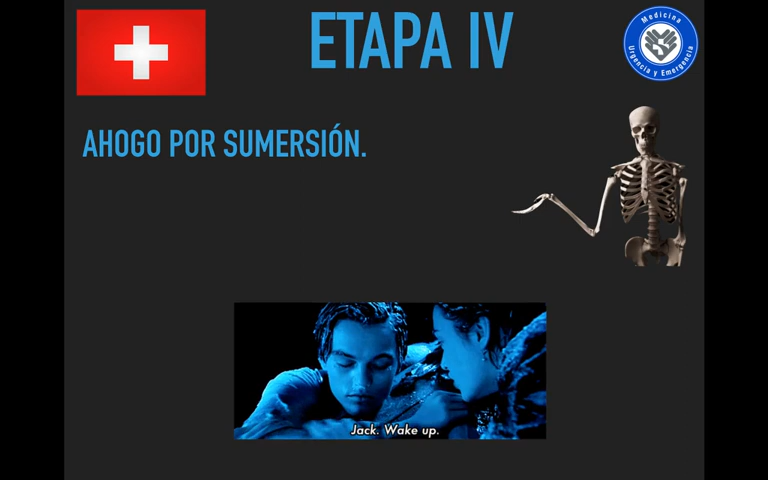 ETAPA IV
Medicina
Urgencia y Emergencia
AHOGO POR SUMERSIÓN.
Jack. Wake up.